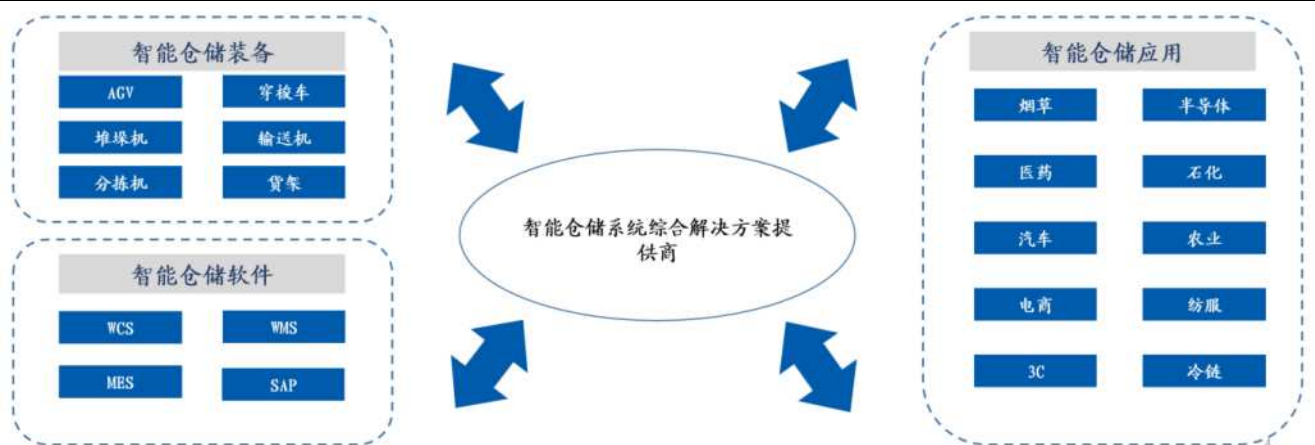 智能仓储装备
AGV
穿梭车
堆垛机
输送机
分拣机
货架
智能仓储软件
WCS
WMS
MES
SAP
智能仓储系统综合解决方案提
供商
智能仓储应用
烟草
半导体
医药
石化
汽车
农业
电商
纺服
3C
冷链